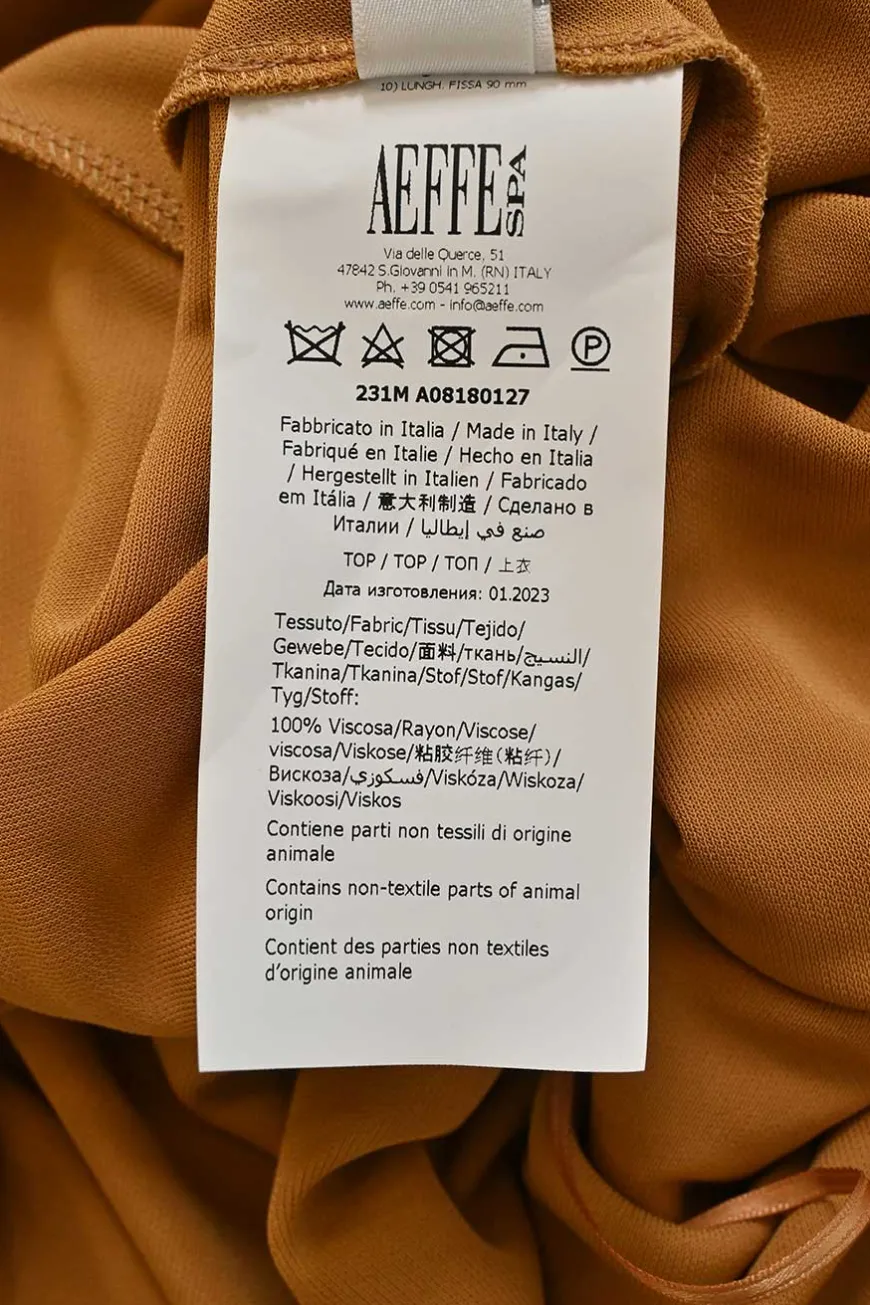 10) LUNGH. FISSA 90 mm
AEFFE SPA
Via delle Querce, 51
47842 S.Giovanni in M. (RN) ITALY
Ph. +39 0541 965211
www.aeffe.com - info@aeffe.com
P
231M A08180127
Fabbricato in Italia / Made in Italy /
Fabriqué en Italie / Hecho en Italia
/ Hergestellt in Italien / Fabricado
em Itália / 意大利制造 / Сделано в
Италии / صنع في إيطاليا
TOP / TOP / ТОП / 上衣
Дата изготовления: 01.2023
Tessuto/Fabric/Tissu/Tejido/
Gewebe/Tecido/面料/ткань/النسيج/
Tkanina/Tkanina/Stof/Stof/Kangas/
Tyg/Stoff:
100% Viscosa/Rayon/Viscose/
viscosa/Viskose/粘胶纤维(粘纤)/
Вискоза/فسكوزي/Viskóza/Wiskoza/
Viskoosi/Viskos
Contiene parti non tessili di origine
animale
Contains non-textile parts of animal
origin
Contient des parties non textiles
d'origine animale